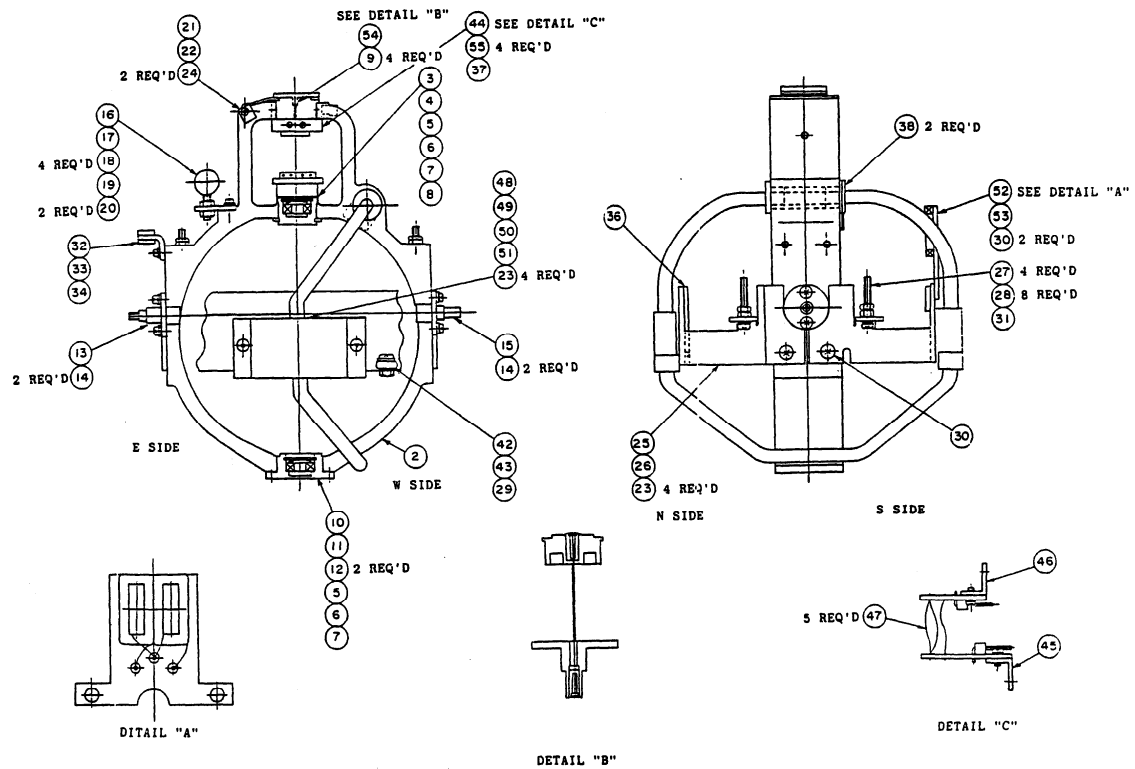 SEE DETAIL "B"
21
22
2 REQ'D 24
54
9 4 REQ'D
44 SEE DETAIL "C"
55 4 REQ'D
37
3
4
5
6
7
8
16
17
4 REQ'D 18
19
2 REQ'D 20
48
49
50
51
23 4 REQ'D
32
33
34
13
2 REQ'D 14
15
14 2 REQ'D
E SIDE
2
W SIDE
42
43
29
10
11
12 2 REQ'D
5
6
7
38 2 REQ'D
36
52 SEE DETAIL "A"
53
30 2 REQ'D
27 4 REQ'D
28 8 REQ'D
31
25
26
23 4 REQ'D
30
N SIDE
S SIDE
DITAIL "A"
DETAIL "B"
46
5 REQ'D 47
45
DETAIL "C"